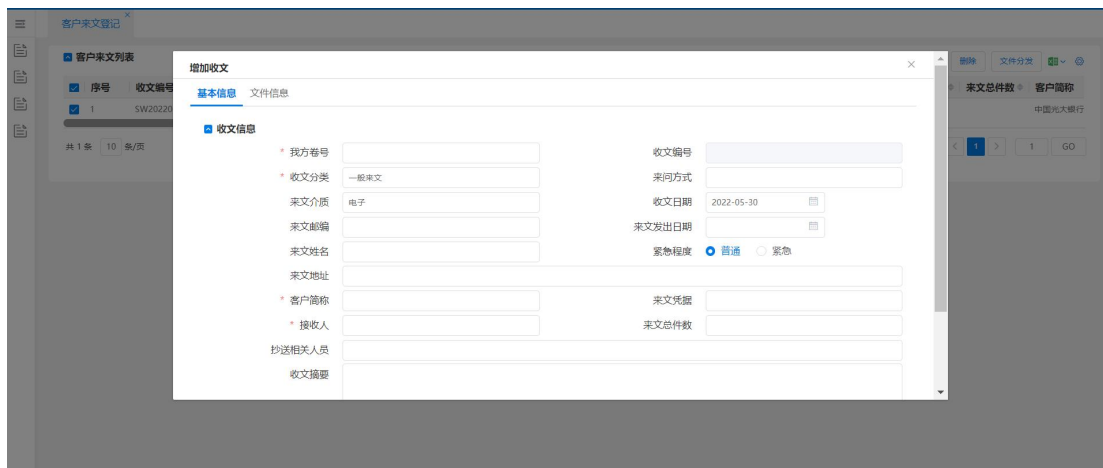 客户来文登记 ×
客户来文列表
删除 文件分发
序号 收文编号 来文总件数 客户简称
1 SW20220 中国光大银行
共 1 条 10 条/页 < 1 > 1 GO
增加收文 ×
基本信息 文件信息
收文信息
* 我方卷号 收文编号
* 收文分类 一般来文 来问方式
来文介质 电子 收文日期 2022-05-30
来文邮编 来文发出日期
来文姓名 紧急程度 普通 紧急
来文地址
* 客户简称 来文凭据
* 接收人 来文总件数
抄送相关人员
收文摘要